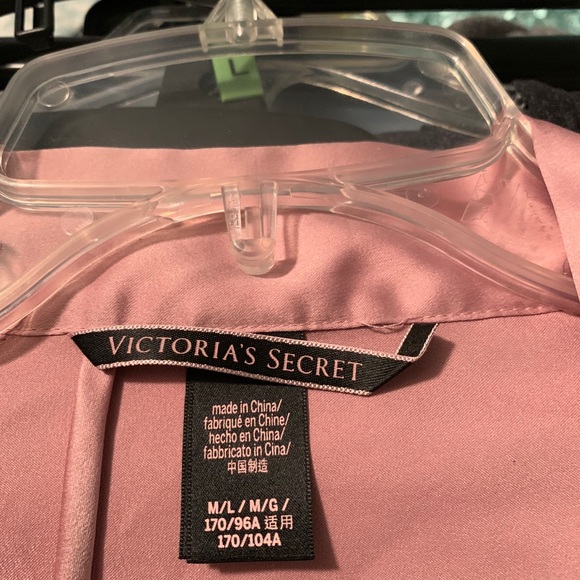 L
VICTORIA'S SECRET
made in China/
fabriqué en Chine/
hecho en China/
fabbricato in Cina/
中国制造
M/L / M/G /
170/96A 适用
170/104A